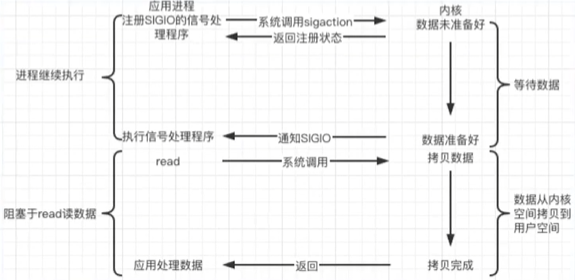 应用进程
注册SIGIO的信号处
理程序
系统调用sigaction
返回注册状态
内核
数据未准备好
进程继续执行
等待数据
执行信号处理程序
通知SIGIO
数据准备好
read
系统调用
拷贝数据
阻塞于read读数据
数据从内核
空间拷贝到
用户空间
应用处理数据
返回
拷贝完成